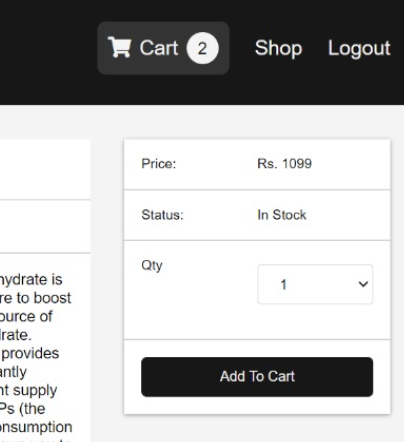 Cart 2 Shop Logout
Price: Rs. 1099
Status: In Stock
Qty 1
Add To Cart
hydrate is
re to boost
ource of
lrate.
provides
antly
nt supply
Ps (the
onsumption